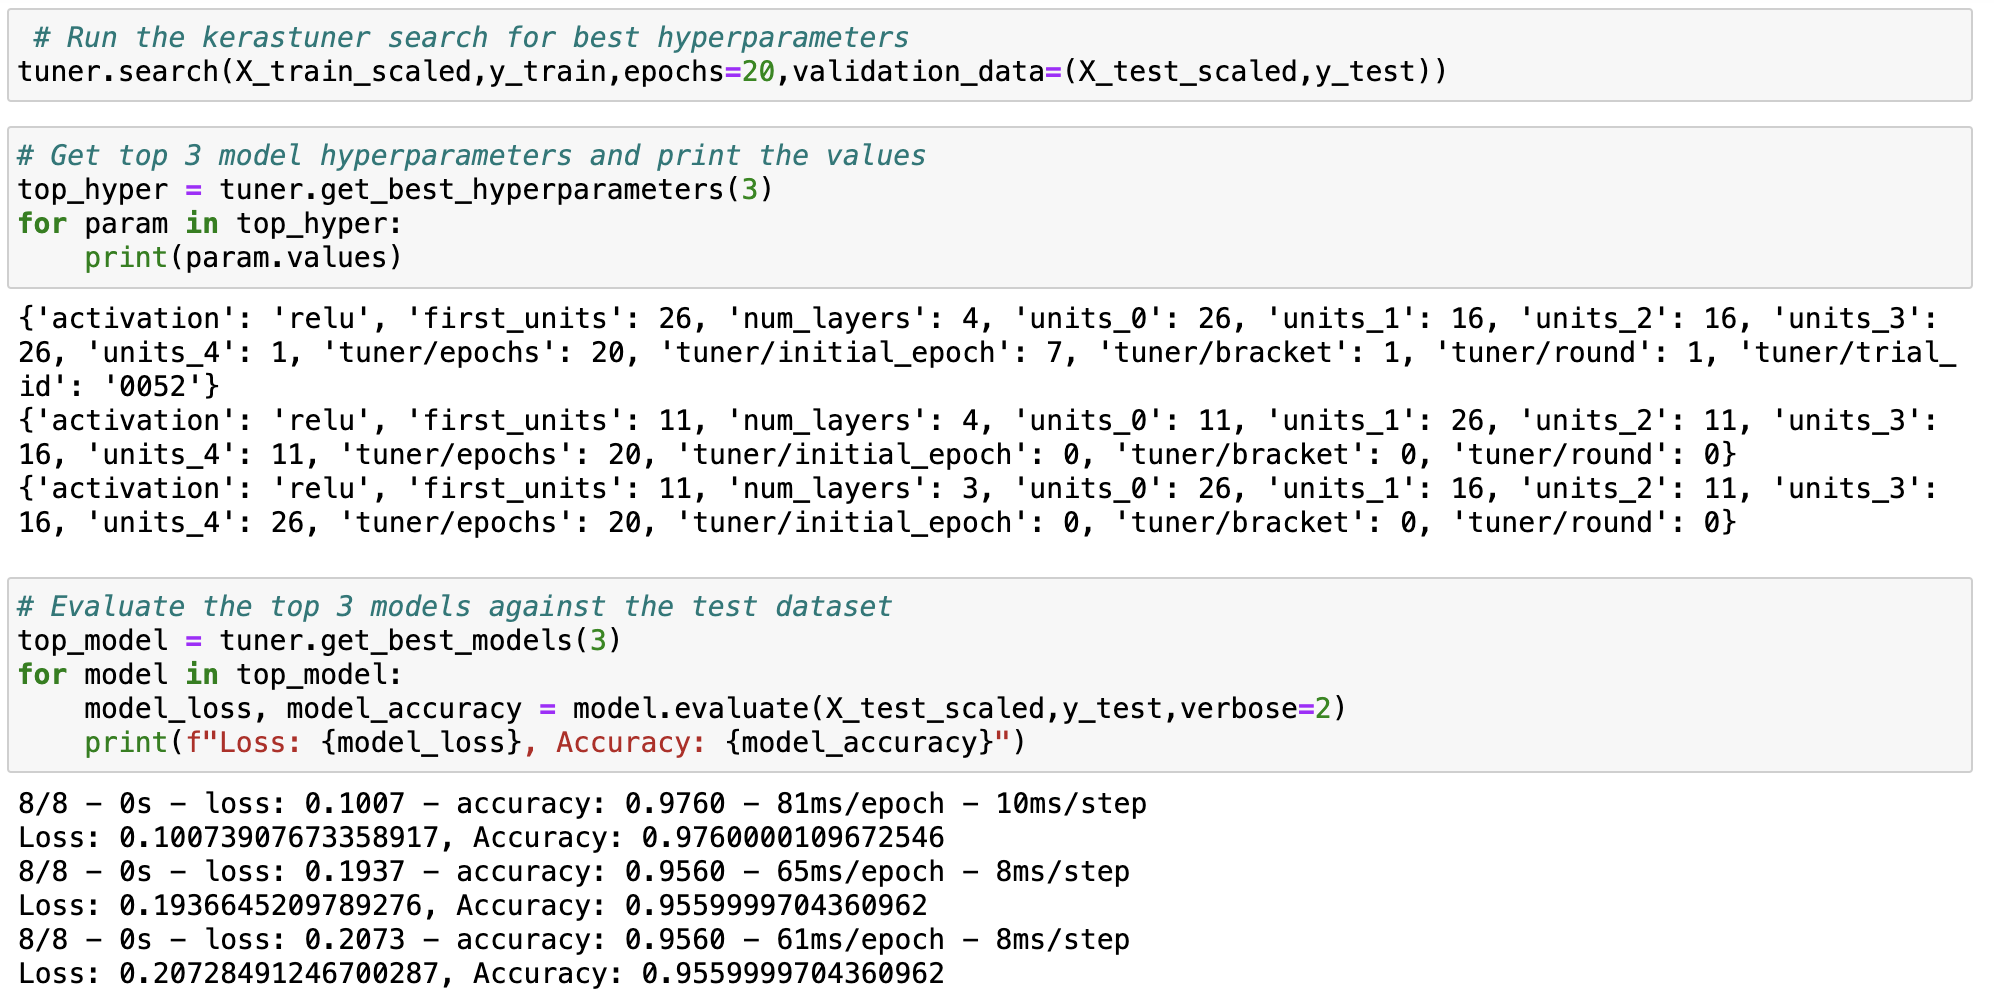 # Run the kerastuner search for best hyperparameters
tuner.search(X_train_scaled,y_train,epochs=20,validation_data=(X_test_scaled,y_test))
# Get top 3 model hyperparameters and print the values
top_hyper = tuner.get_best_hyperparameters(3)
for param in top_hyper:
    print(param.values)
{'activation': 'relu', 'first_units': 26, 'num_layers': 4, 'units_0': 26, 'units_1': 16, 'units_2': 16, 'units_3':
26, 'units_4': 1, 'tuner/epochs': 20, 'tuner/initial_epoch': 7, 'tuner/bracket': 1, 'tuner/round': 1, 'tuner/trial_
id': '0052'}
{'activation': 'relu', 'first_units': 11, 'num_layers': 4, 'units_0': 11, 'units_1': 26, 'units_2': 11, 'units_3':
16, 'units_4': 11, 'tuner/epochs': 20, 'tuner/initial_epoch': 0, 'tuner/bracket': 0, 'tuner/round': 0}
{'activation': 'relu', 'first_units': 11, 'num_layers': 3, 'units_0': 26, 'units_1': 16, 'units_2': 11, 'units_3':
16, 'units_4': 26, 'tuner/epochs': 20, 'tuner/initial_epoch': 0, 'tuner/bracket': 0, 'tuner/round': 0}
# Evaluate the top 3 models against the test dataset
top_model = tuner.get_best_models(3)
for model in top_model:
    model_loss, model_accuracy = model.evaluate(X_test_scaled,y_test,verbose=2)
    print(f"Loss: {model_loss}, Accuracy: {model_accuracy}")
8/8 - 0s - loss: 0.1007 - accuracy: 0.9760 - 81ms/epoch - 10ms/step
Loss: 0.10073907673358917, Accuracy: 0.9760000109672546
8/8 - 0s - loss: 0.1937 - accuracy: 0.9560 - 65ms/epoch - 8ms/step
Loss: 0.1936645209789276, Accuracy: 0.9559999704360962
8/8 - 0s - loss: 0.2073 - accuracy: 0.9560 - 61ms/epoch - 8ms/step
Loss: 0.20728491246700287, Accuracy: 0.9559999704360962